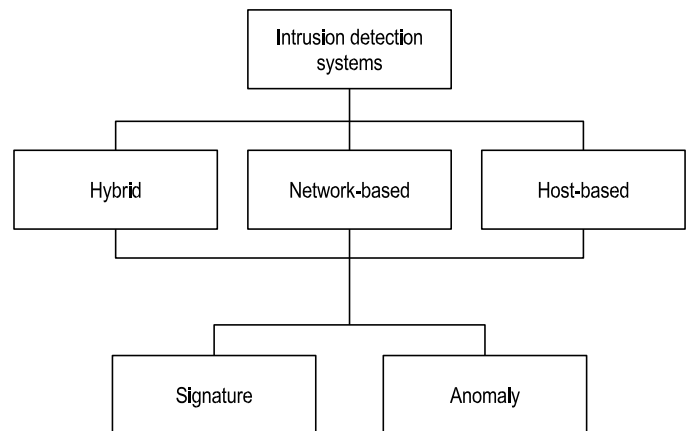 Intrusion detection
systems
Hybrid
Network-based
Host-based
Signature
Anomaly